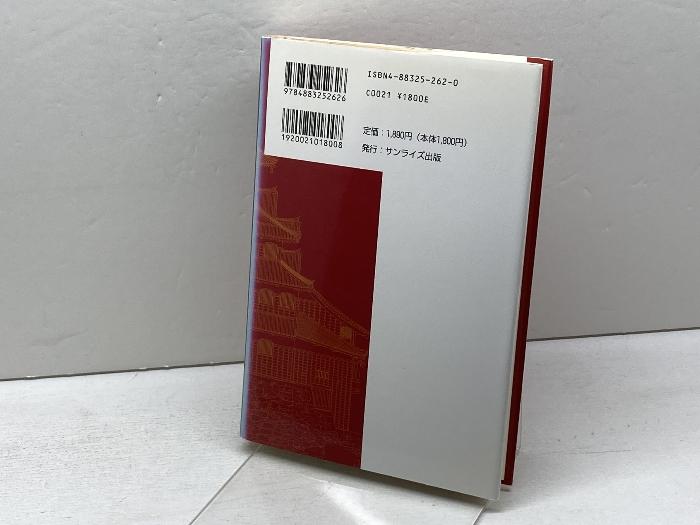 9784883252626
ISBN4-88325-262-0
C0021 ¥1800E
1920021018008
定価：1,890円（本体1,800円）
発行：サンライズ出版